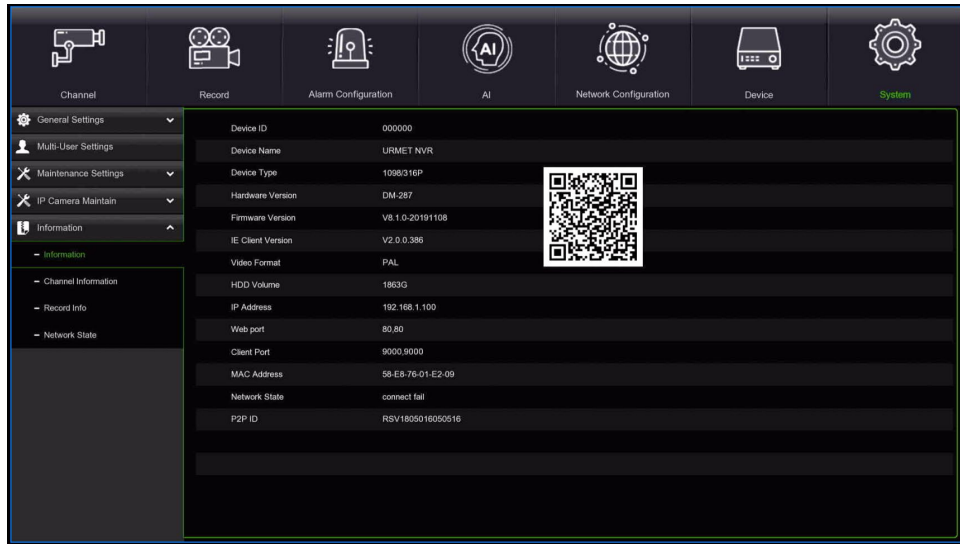 Channel Record Alarm Configuration AI Network Configuration Device System
General Settings
Multi-User Settings
Maintenance Settings
IP Camera Maintain
Information
– Information
– Channel Information
– Record Info
– Network State
Device ID 000000
Device Name URMET NVR
Device Type 1098/316P
Hardware Version DM-287
Firmware Version V8.1.0-20191108
IE Client Version V2.0.0.386
Video Format PAL
HDD Volume 1863G
IP Address 192.168.1.100
Web port 80,80
Client Port 9000,9000
MAC Address 58-E8-76-01-E2-09
Network State connect fail
P2P ID RSV1805016050516